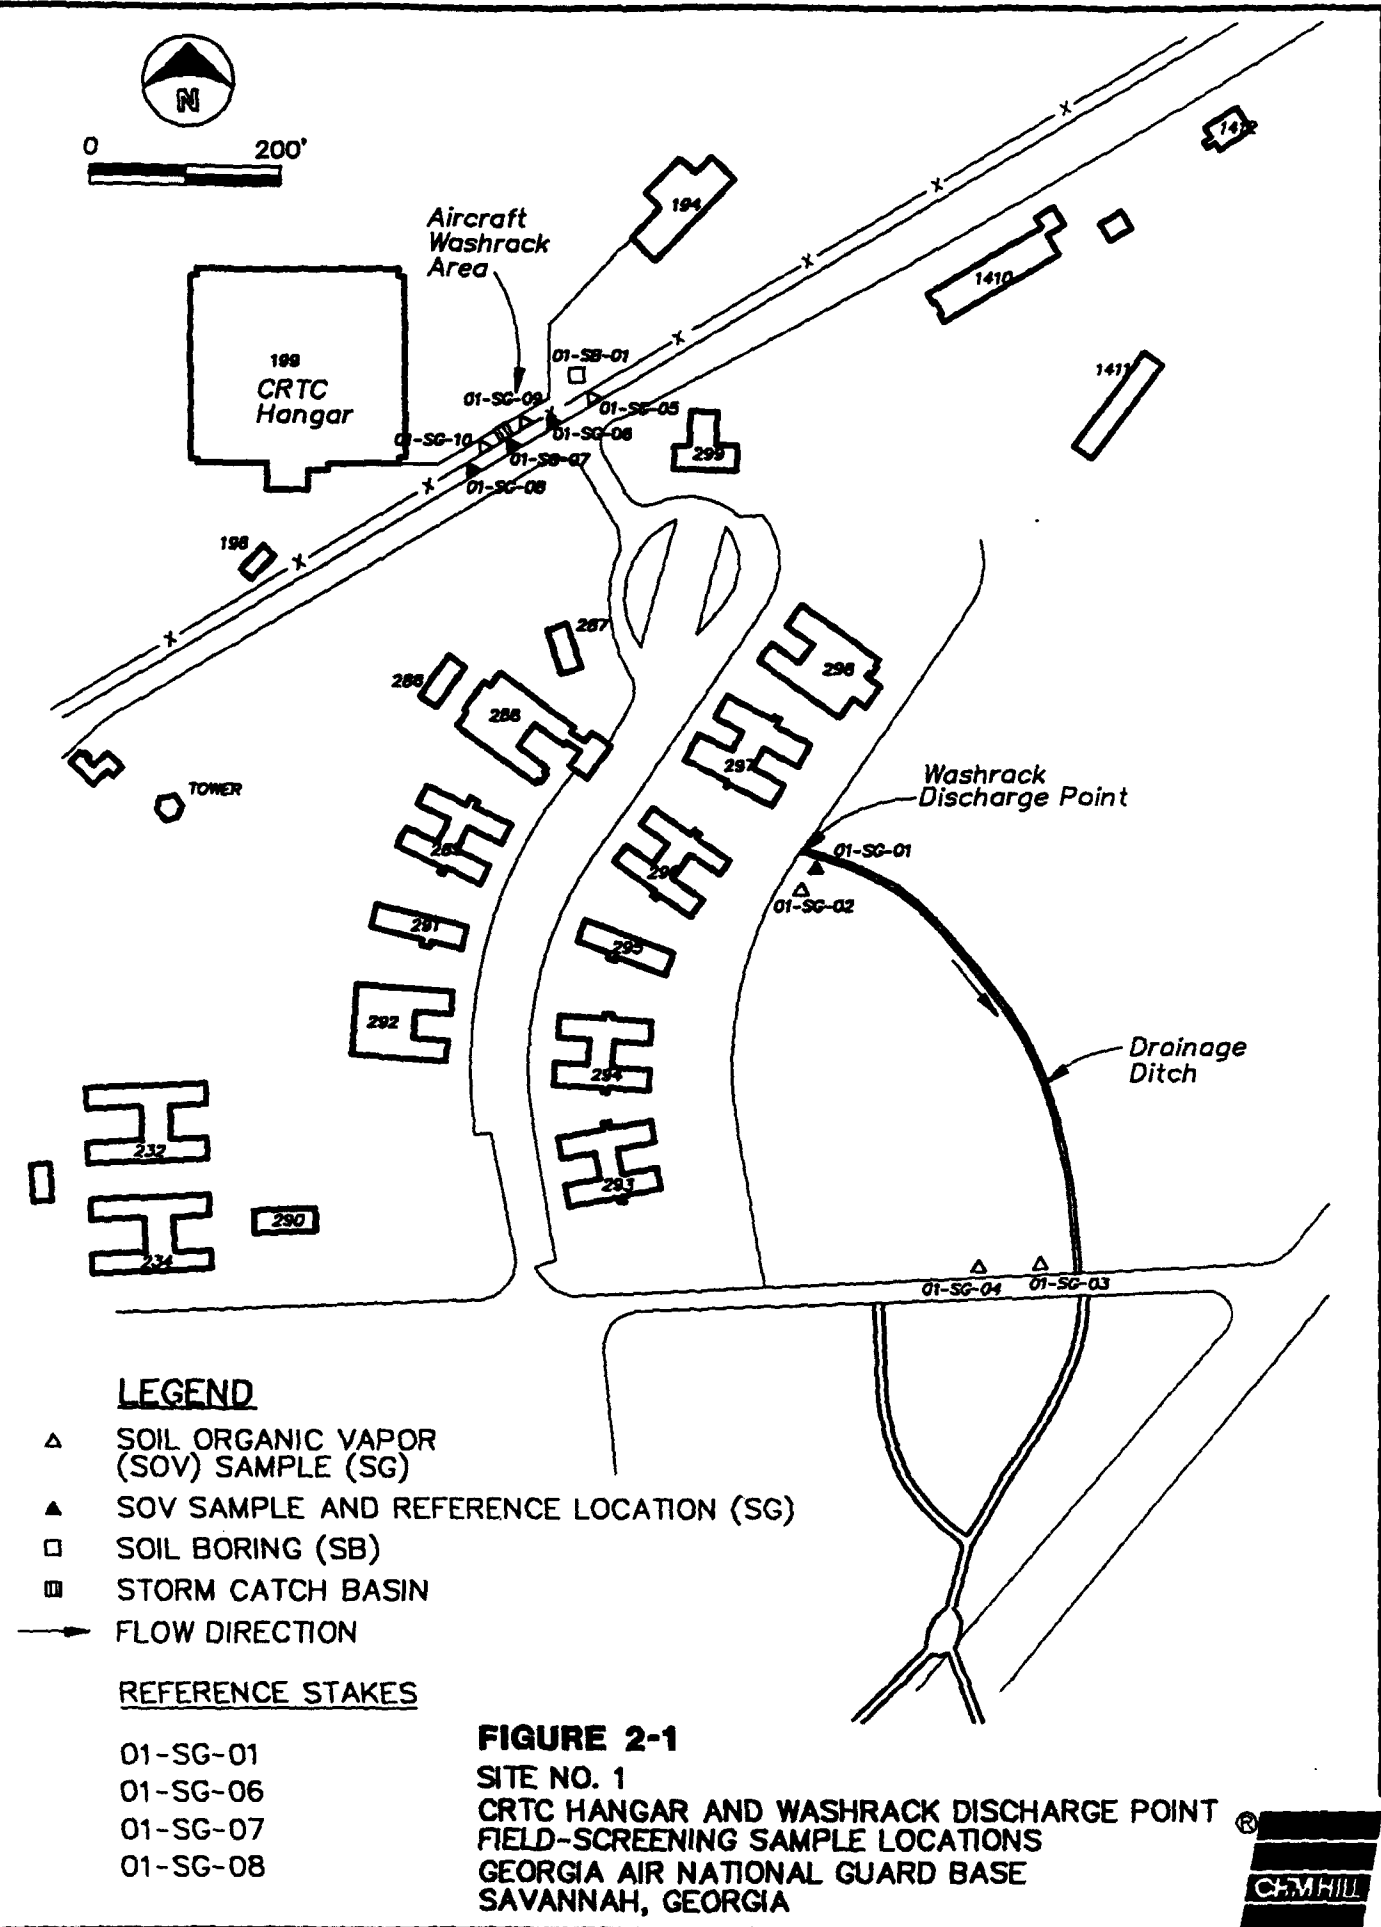 N
0 200'
Aircraft
Washrack
Area
194
1412
1410
1411
199
CRTC
Hangar
01-SB-01
01-SG-09
01-SG-05
01-SG-10
01-SG-06
01-SG-07
01-SG-08
299
198
287
286
288
298
297
TOWER
Washrack
Discharge Point
01-SG-01
01-SG-02
296
291
295
292
294
Drainage
Ditch
232
293
290
234
01-SG-04
01-SG-03
LEGEND
SOIL ORGANIC VAPOR
(SOV) SAMPLE (SG)
SOV SAMPLE AND REFERENCE LOCATION (SG)
SOIL BORING (SB)
STORM CATCH BASIN
FLOW DIRECTION
REFERENCE STAKES
01-SG-01
01-SG-06
01-SG-07
01-SG-08
FIGURE 2-1
SITE NO. 1
CRTC HANGAR AND WASHRACK DISCHARGE POINT
FIELD-SCREENING SAMPLE LOCATIONS
GEORGIA AIR NATIONAL GUARD BASE
SAVANNAH, GEORGIA
®
CH2M HILL